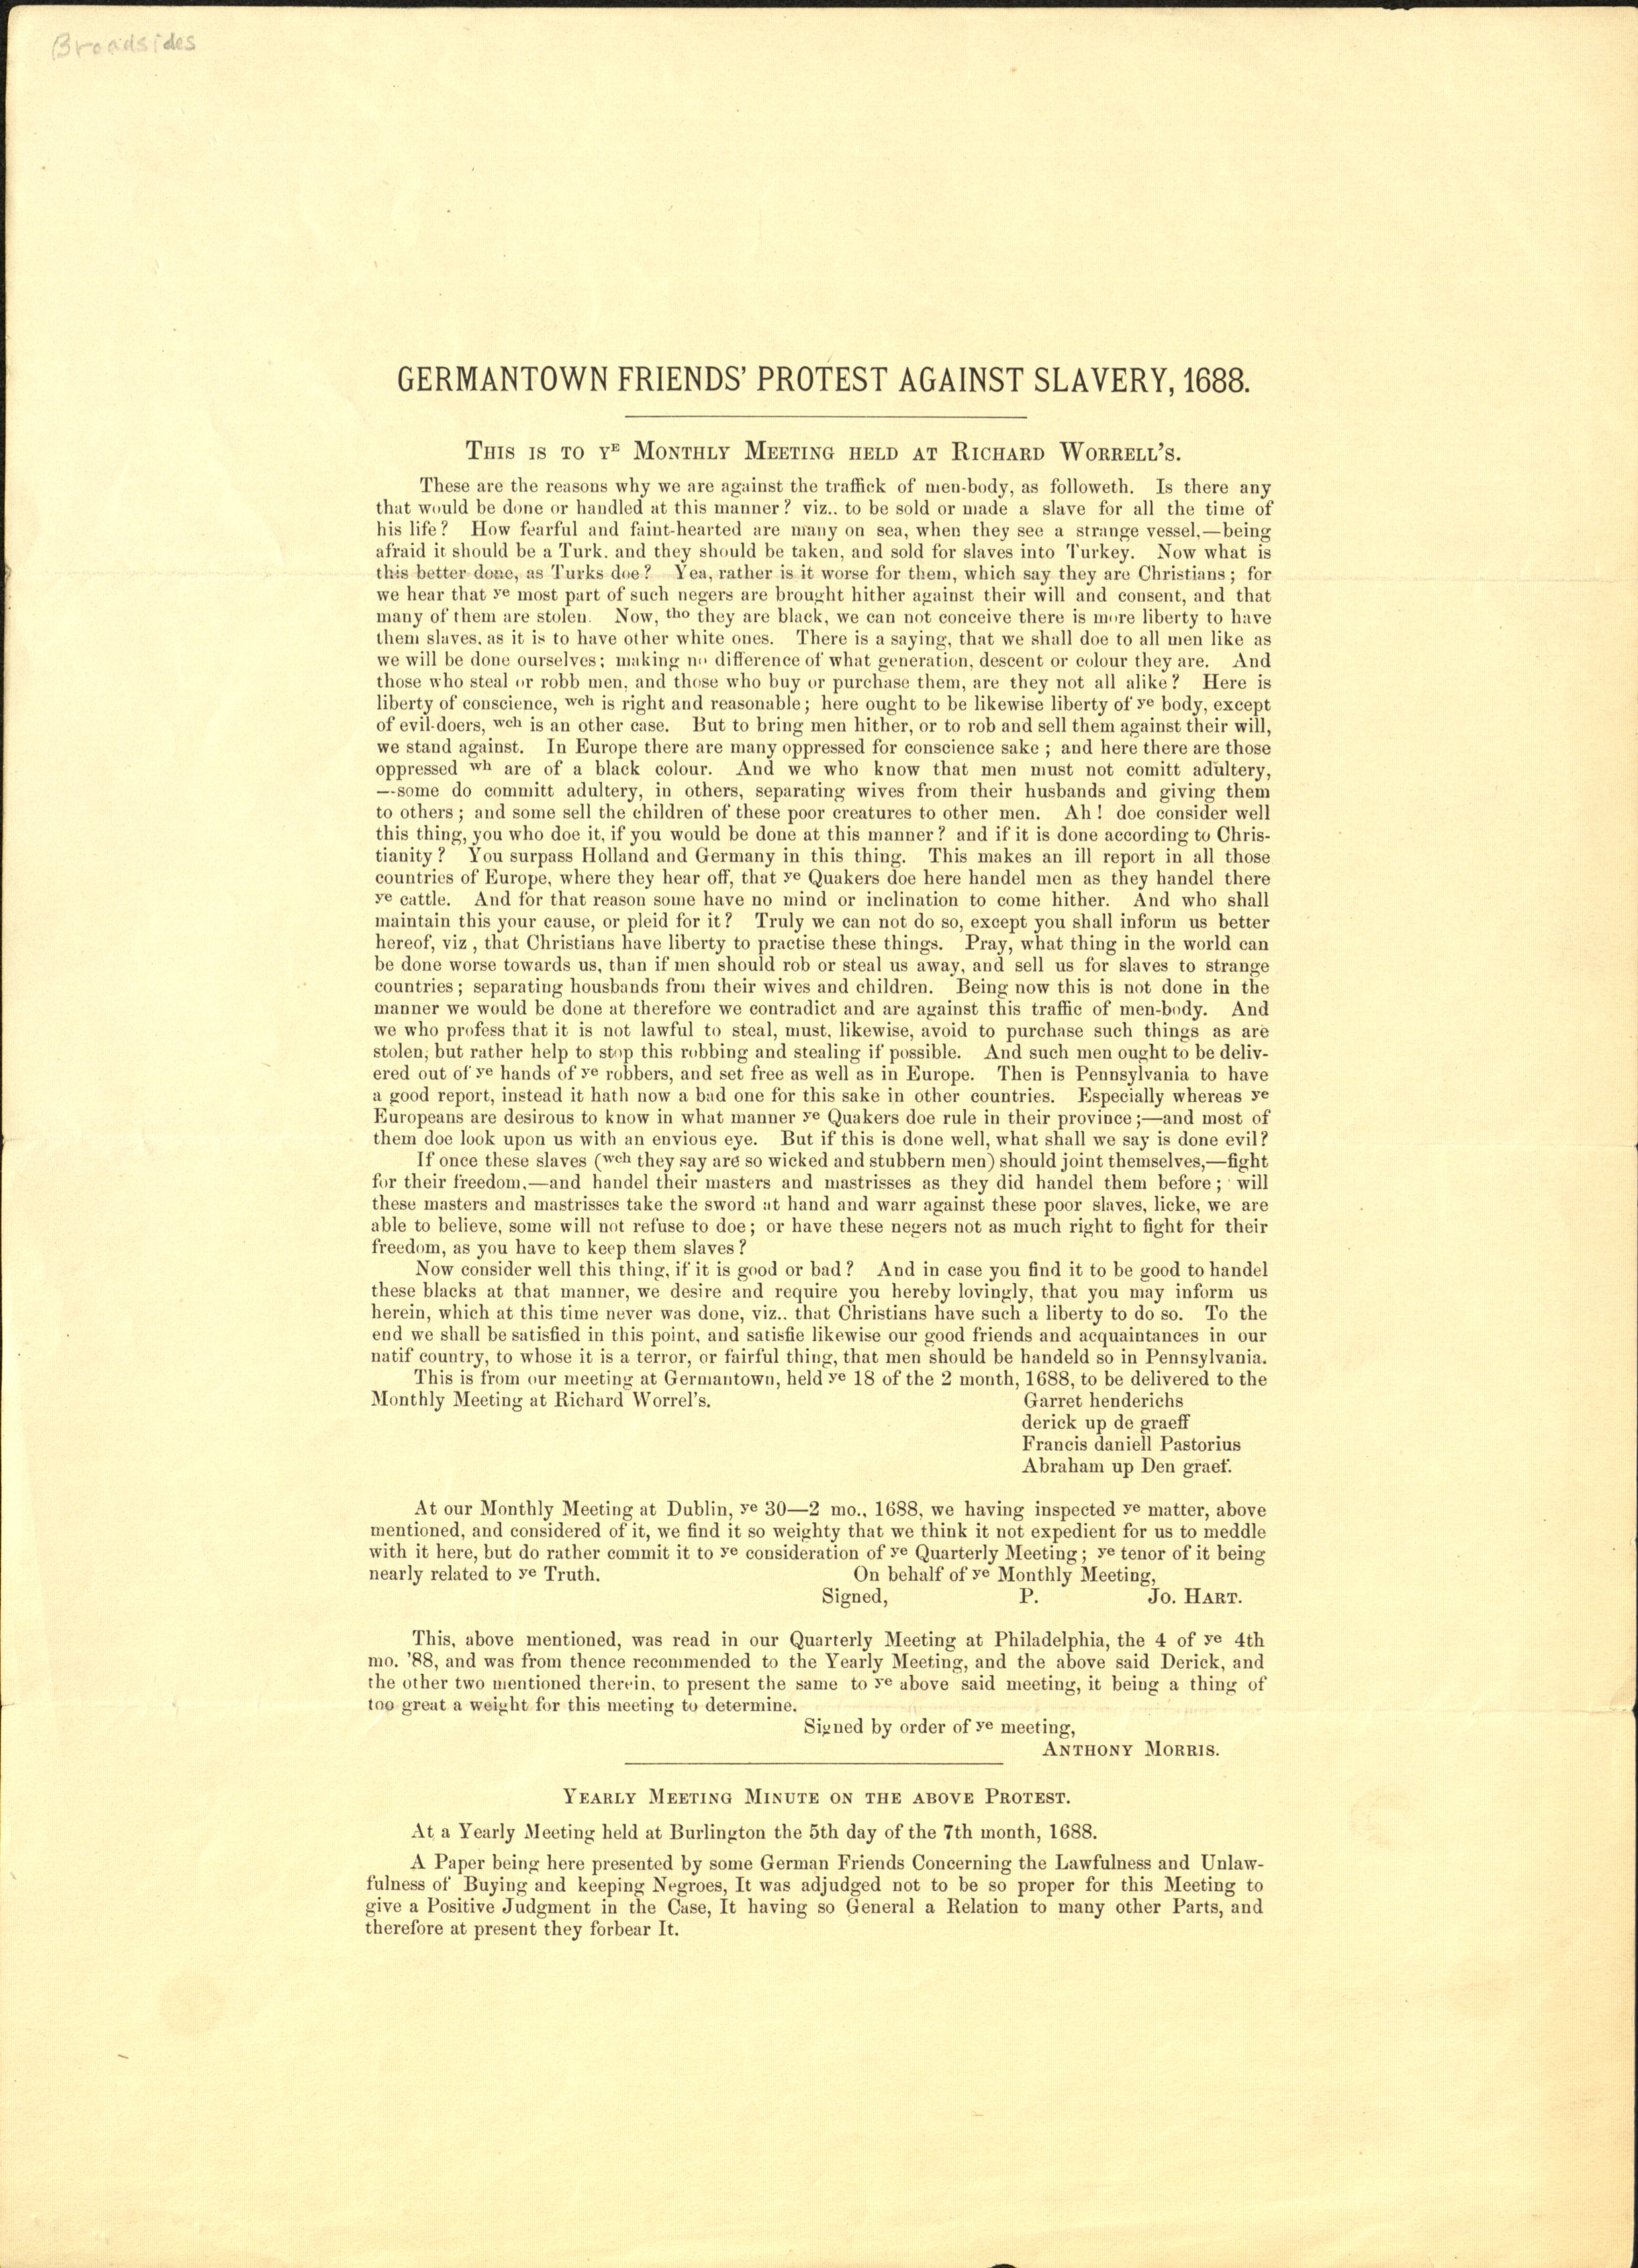 Broadsides
GERMANTOWN FRIENDS' PROTEST AGAINST SLAVERY, 1688.
THIS IS TO YE MONTHLY MEETING HELD AT RICHARD WORRELL'S.
These are the reasons why we are against the traffick of men-body, as followeth. Is there any
that would be done or handled at this manner? viz.. to be sold or made a slave for all the time of
his life? How fearful and faint-hearted are many on sea, when they see a strange vessel,—being
afraid it should be a Turk. and they should be taken, and sold for slaves into Turkey. Now what is
this better done, as Turks doe? Yea, rather is it worse for them, which say they are Christians; for
we hear that ye most part of such negers are brought hither against their will and consent, and that
many of them are stolen. Now, tho they are black, we can not conceive there is more liberty to have
them slaves, as it is to have other white ones. There is a saying, that we shall doe to all men like as
we will be done ourselves; making no difference of what generation, descent or colour they are. And
those who steal or robb men, and those who buy or purchase them, are they not all alike? Here is
liberty of conscience, wch is right and reasonable; here ought to be likewise liberty of ye body, except
of evil-doers, wch is an other case. But to bring men hither, or to rob and sell them against their will,
we stand against. In Europe there are many oppressed for conscience sake; and here there are those
oppressed wh are of a black colour. And we who know that men must not comitt adultery,
—some do committ adultery, in others, separating wives from their husbands and giving them
to others; and some sell the children of these poor creatures to other men. Ah! doe consider well
this thing, you who doe it, if you would be done at this manner? and if it is done according to Chris-
tianity? You surpass Holland and Germany in this thing. This makes an ill report in all those
countries of Europe, where they hear off, that ye Quakers doe here handel men as they handel there
ye cattle. And for that reason some have no mind or inclination to come hither. And who shall
maintain this your cause, or pleid for it? Truly we can not do so, except you shall inform us better
hereof, viz , that Christians have liberty to practise these things. Pray, what thing in the world can
be done worse towards us, than if men should rob or steal us away, and sell us for slaves to strange
countries; separating housbands from their wives and children. Being now this is not done in the
manner we would be done at therefore we contradict and are against this traffic of men-body. And
we who profess that it is not lawful to steal, must, likewise, avoid to purchase such things as are
stolen, but rather help to stop this robbing and stealing if possible. And such men ought to be deliv-
ered out of ye hands of ye robbers, and set free as well as in Europe. Then is Pennsylvania to have
a good report, instead it hath now a bad one for this sake in other countries. Especially whereas ye
Europeans are desirous to know in what manner ye Quakers doe rule in their province;—and most of
them doe look upon us with an envious eye. But if this is done well, what shall we say is done evil?
If once these slaves (wch they say are so wicked and stubbern men) should joint themselves,—fight
for their freedom,—and handel their masters and mastrisses as they did handel them before; will
these masters and mastrisses take the sword at hand and warr against these poor slaves, licke, we are
able to believe, some will not refuse to doe; or have these negers not as much right to fight for their
freedom, as you have to keep them slaves?
Now consider well this thing, if it is good or bad? And in case you find it to be good to handel
these blacks at that manner, we desire and require you hereby lovingly, that you may inform us
herein, which at this time never was done, viz.. that Christians have such a liberty to do so. To the
end we shall be satisfied in this point, and satisfie likewise our good friends and acquaintances in our
natif country, to whose it is a terror, or fairful thing, that men should be handeld so in Pennsylvania.
This is from our meeting at Germantown, held ye 18 of the 2 month, 1688, to be delivered to the
Monthly Meeting at Richard Worrel's.
Garret henderichs
derick up de graeff
Francis daniell Pastorius
Abraham up Den graef.
At our Monthly Meeting at Dublin, ye 30—2 mo., 1688, we having inspected ye matter, above
mentioned, and considered of it, we find it so weighty that we think it not expedient for us to meddle
with it here, but do rather commit it to ye consideration of ye Quarterly Meeting; ye tenor of it being
nearly related to ye Truth. On behalf of ye Monthly Meeting,
Signed, P. JO. HART.
This, above mentioned, was read in our Quarterly Meeting at Philadelphia, the 4 of ye 4th
mo. '88, and was from thence recommended to the Yearly Meeting, and the above said Derick, and
the other two mentioned therein, to present the same to ye above said meeting, it being a thing of
too great a weight for this meeting to determine.
Signed by order of ye meeting,
ANTHONY MORRIS.
YEARLY MEETING MINUTE ON THE ABOVE PROTEST.
At a Yearly Meeting held at Burlington the 5th day of the 7th month, 1688.
A Paper being here presented by some German Friends Concerning the Lawfulness and Unlaw-
fulness of Buying and keeping Negroes, It was adjudged not to be so proper for this Meeting to
give a Positive Judgment in the Case, It having so General a Relation to many other Parts, and
therefore at present they forbear It.